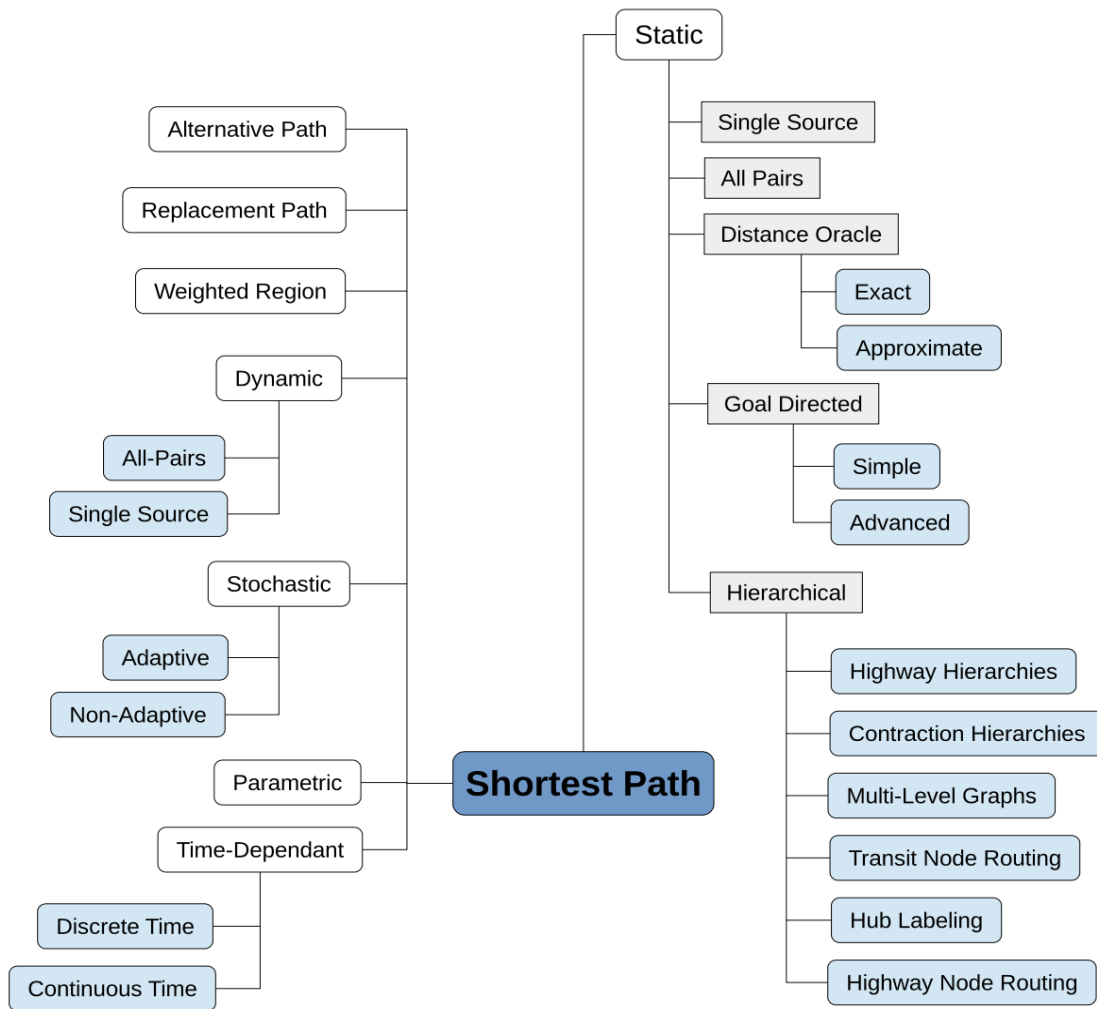 Static
Single Source
All Pairs
Distance Oracle
Exact
Approximate
Goal Directed
Simple
Advanced
Hierarchical
Highway Hierarchies
Contraction Hierarchies
Multi-Level Graphs
Transit Node Routing
Hub Labeling
Highway Node Routing
Alternative Path
Replacement Path
Weighted Region
Dynamic
All-Pairs
Single Source
Stochastic
Adaptive
Non-Adaptive
Parametric
Time-Dependant
Discrete Time
Continuous Time
Shortest Path